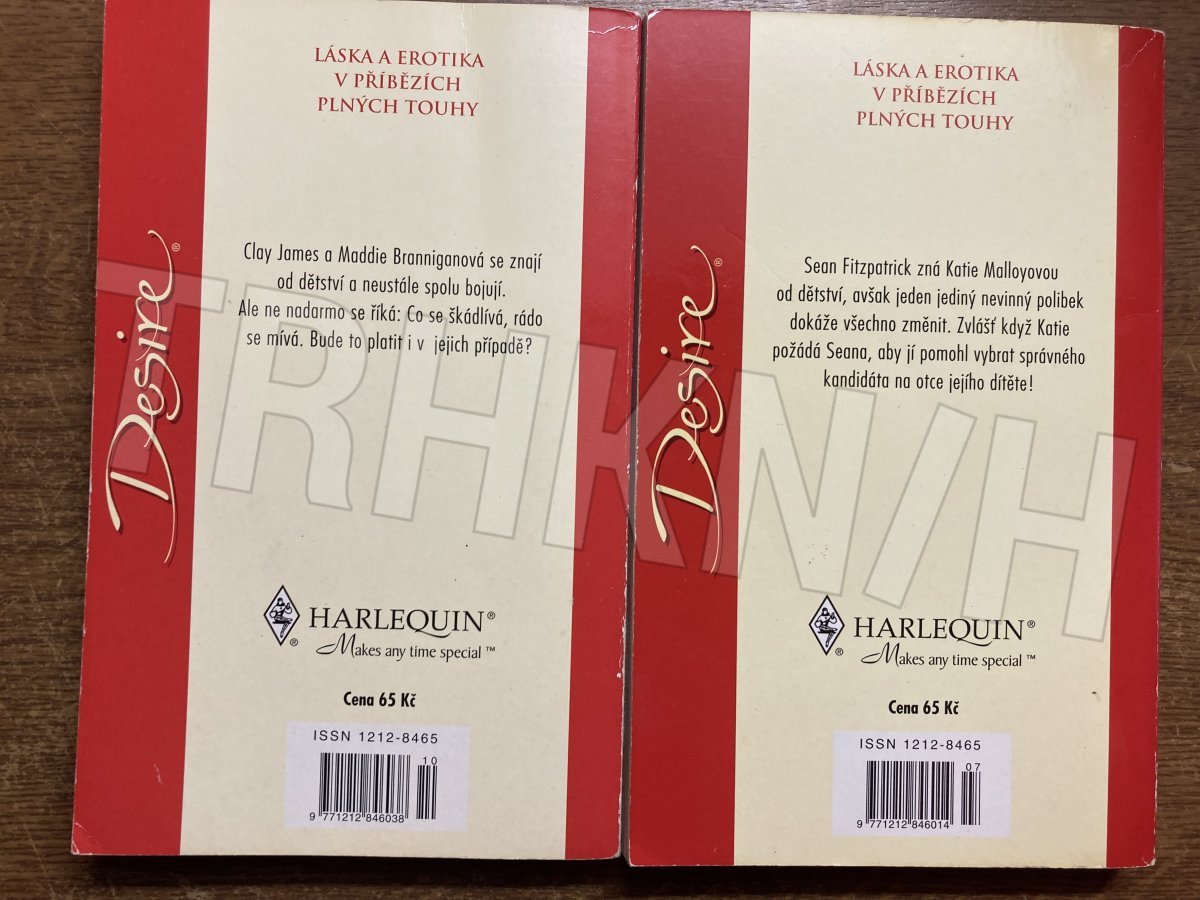 LÁSKA A EROTIKA
V PŘÍBĚZÍCH
PLNÝCH TOUHY
Desire®
Clay James a Maddie Branniganová se znají
od dětství a neustále spolu bojují.
Ale ne nadarmo se říká: Co se škádlívá, rádo
se mívá. Bude to platit i v jejich případě?
HARLEQUIN®
Makes any time special™
Cena 65 Kč
ISSN 1212-8465
10
9 771212 846038
LÁSKA A EROTIKA
V PŘÍBĚZÍCH
PLNÝCH TOUHY
Desire®
Sean Fitzpatrick zná Katie Malloyovou
od dětství, avšak jeden jediný nevinný polibek
dokáže všechno změnit. Zvlášť když Katie
požádá Seana, aby jí pomohl vybrat správného
kandidáta na otce jejího dítěte!
HARLEQUIN®
Makes any time special™
Cena 65 Kč
ISSN 1212-8465
07
9 771212 846014
TRHKN/H